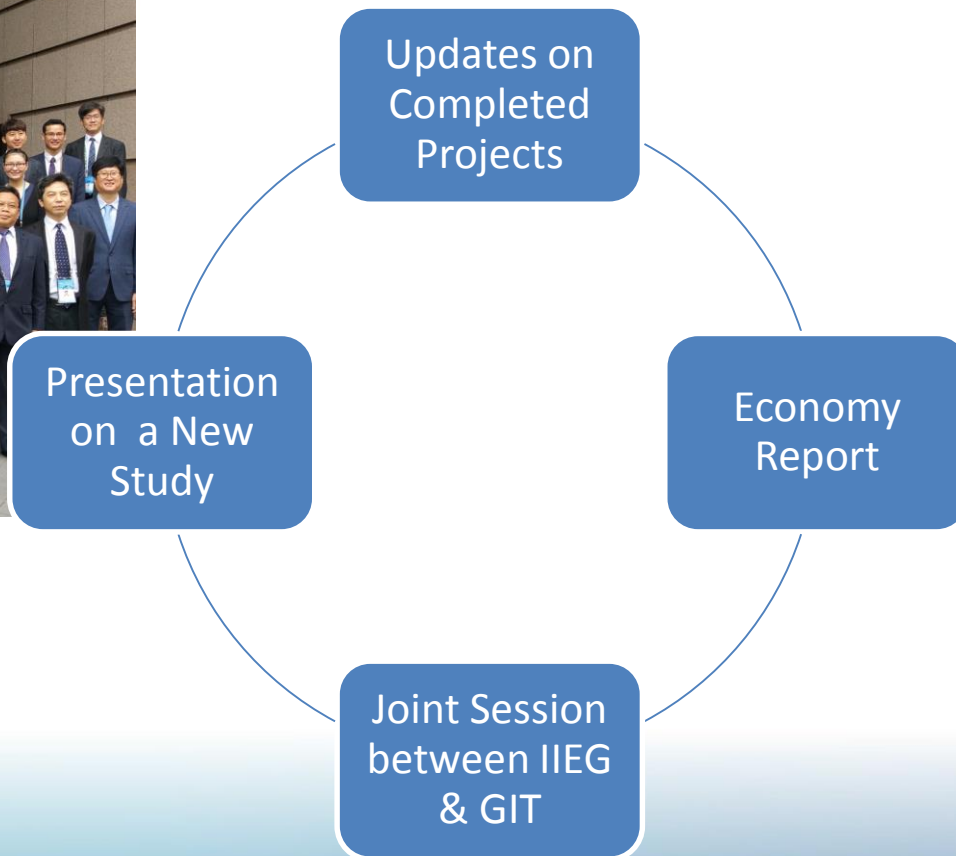 Updates on
Completed
Projects
Presentation
on a New
Study
Economy
Report
Joint Session
between IIEG
& GIT